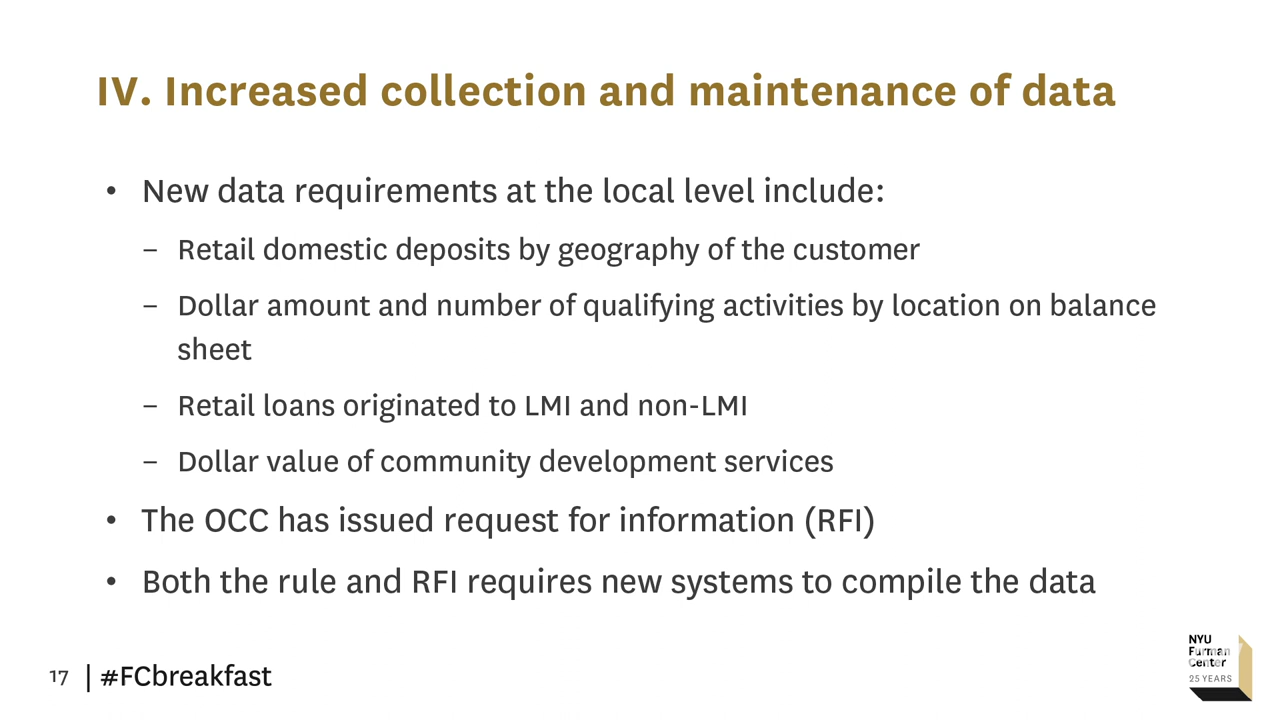 IV. Increased collection and maintenance of data
• New data requirements at the local level include:
– Retail domestic deposits by geography of the customer
– Dollar amount and number of qualifying activities by location on balance
sheet
– Retail loans originated to LMI and non-LMI
– Dollar value of community development services
• The OCC has issued request for information (RFI)
• Both the rule and RFI requires new systems to compile the data
17 | #FCbreakfast
NYU
Furman
Center
25 YEARS